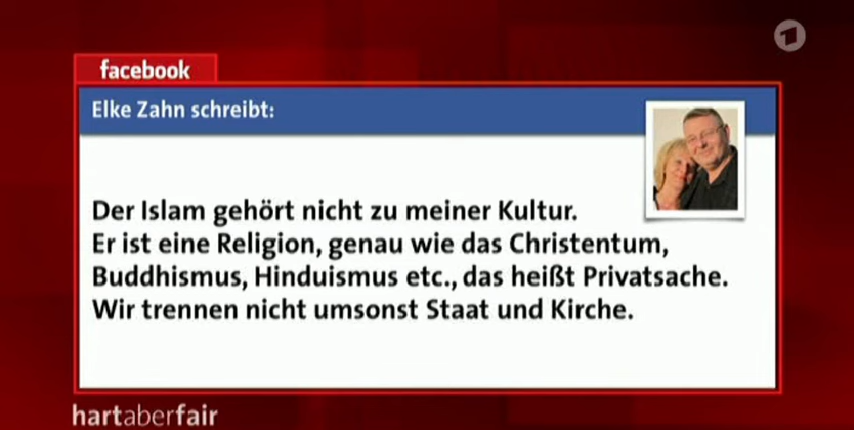 facebook
Elke Zahn schreibt:
Der Islam gehört nicht zu meiner Kultur.
Er ist eine Religion, genau wie das Christentum,
Buddhismus, Hinduismus etc., das heißt Privatsache.
Wir trennen nicht umsonst Staat und Kirche.
hartaberfair
1